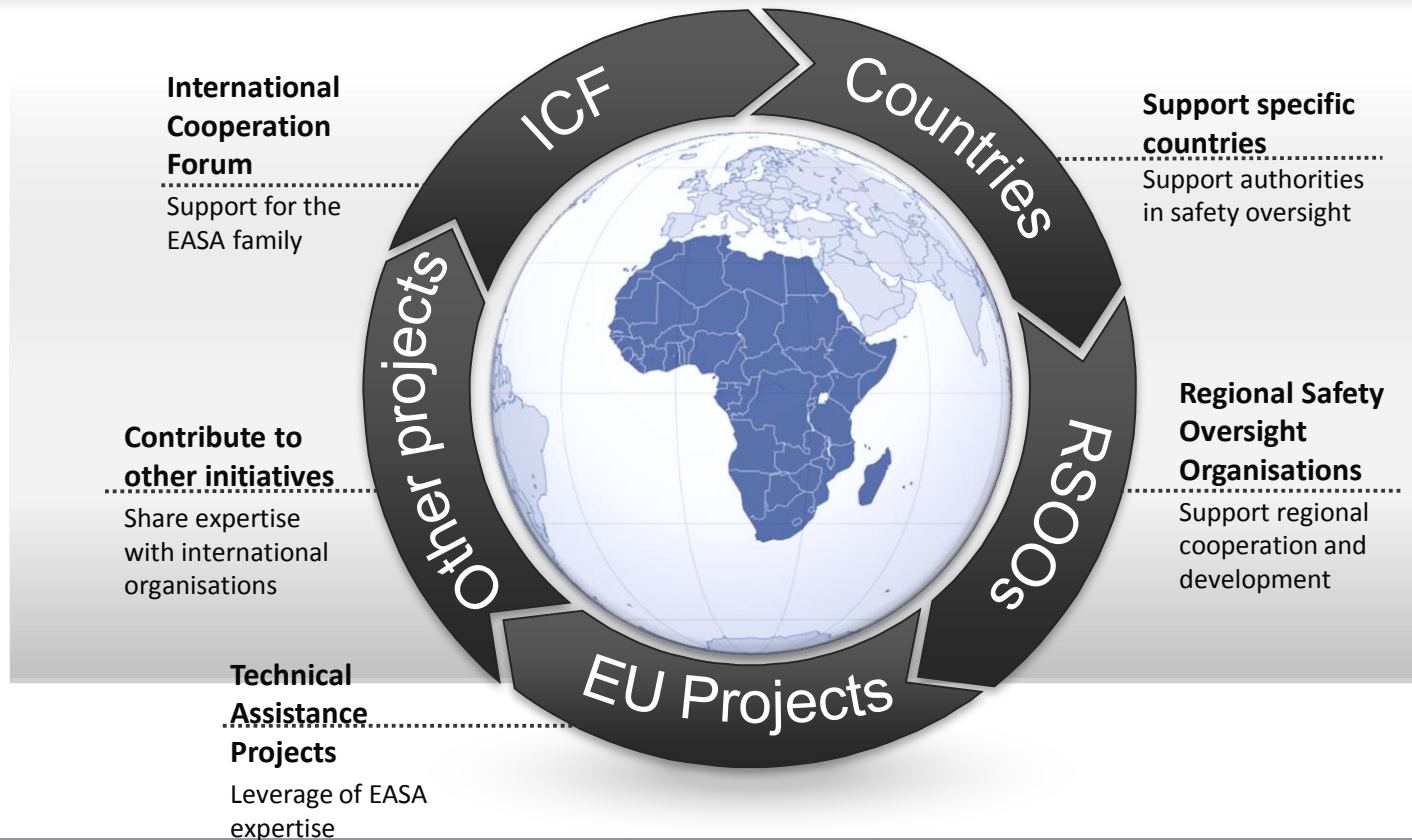 ICF
Countries
RSOOs
EU Projects
Other projects
International
Cooperation
Forum
Support for the
EASA family
Support specific
countries
Support authorities
in safety oversight
Regional Safety
Oversight
Organisations
Support regional
cooperation and
development
Contribute to
other initiatives
Share expertise
with international
organisations
Technical
Assistance
Projects
Leverage of EASA
expertise